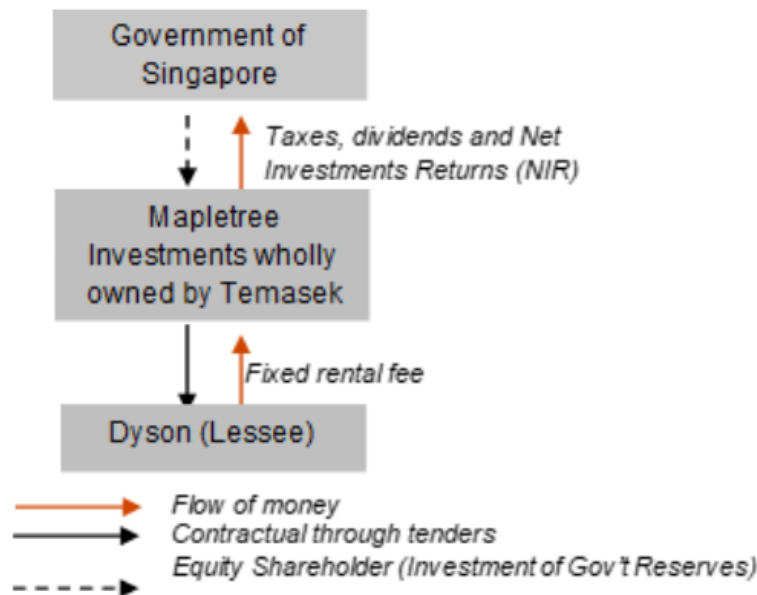 Government of
Singapore
Taxes, dividends and Net
Investments Returns (NIR)
Mapletree
Investments wholly
owned by Temasek
Fixed rental fee
Dyson (Lessee)
Flow of money
Contractual through tenders
Equity Shareholder (Investment of Gov't Reserves)